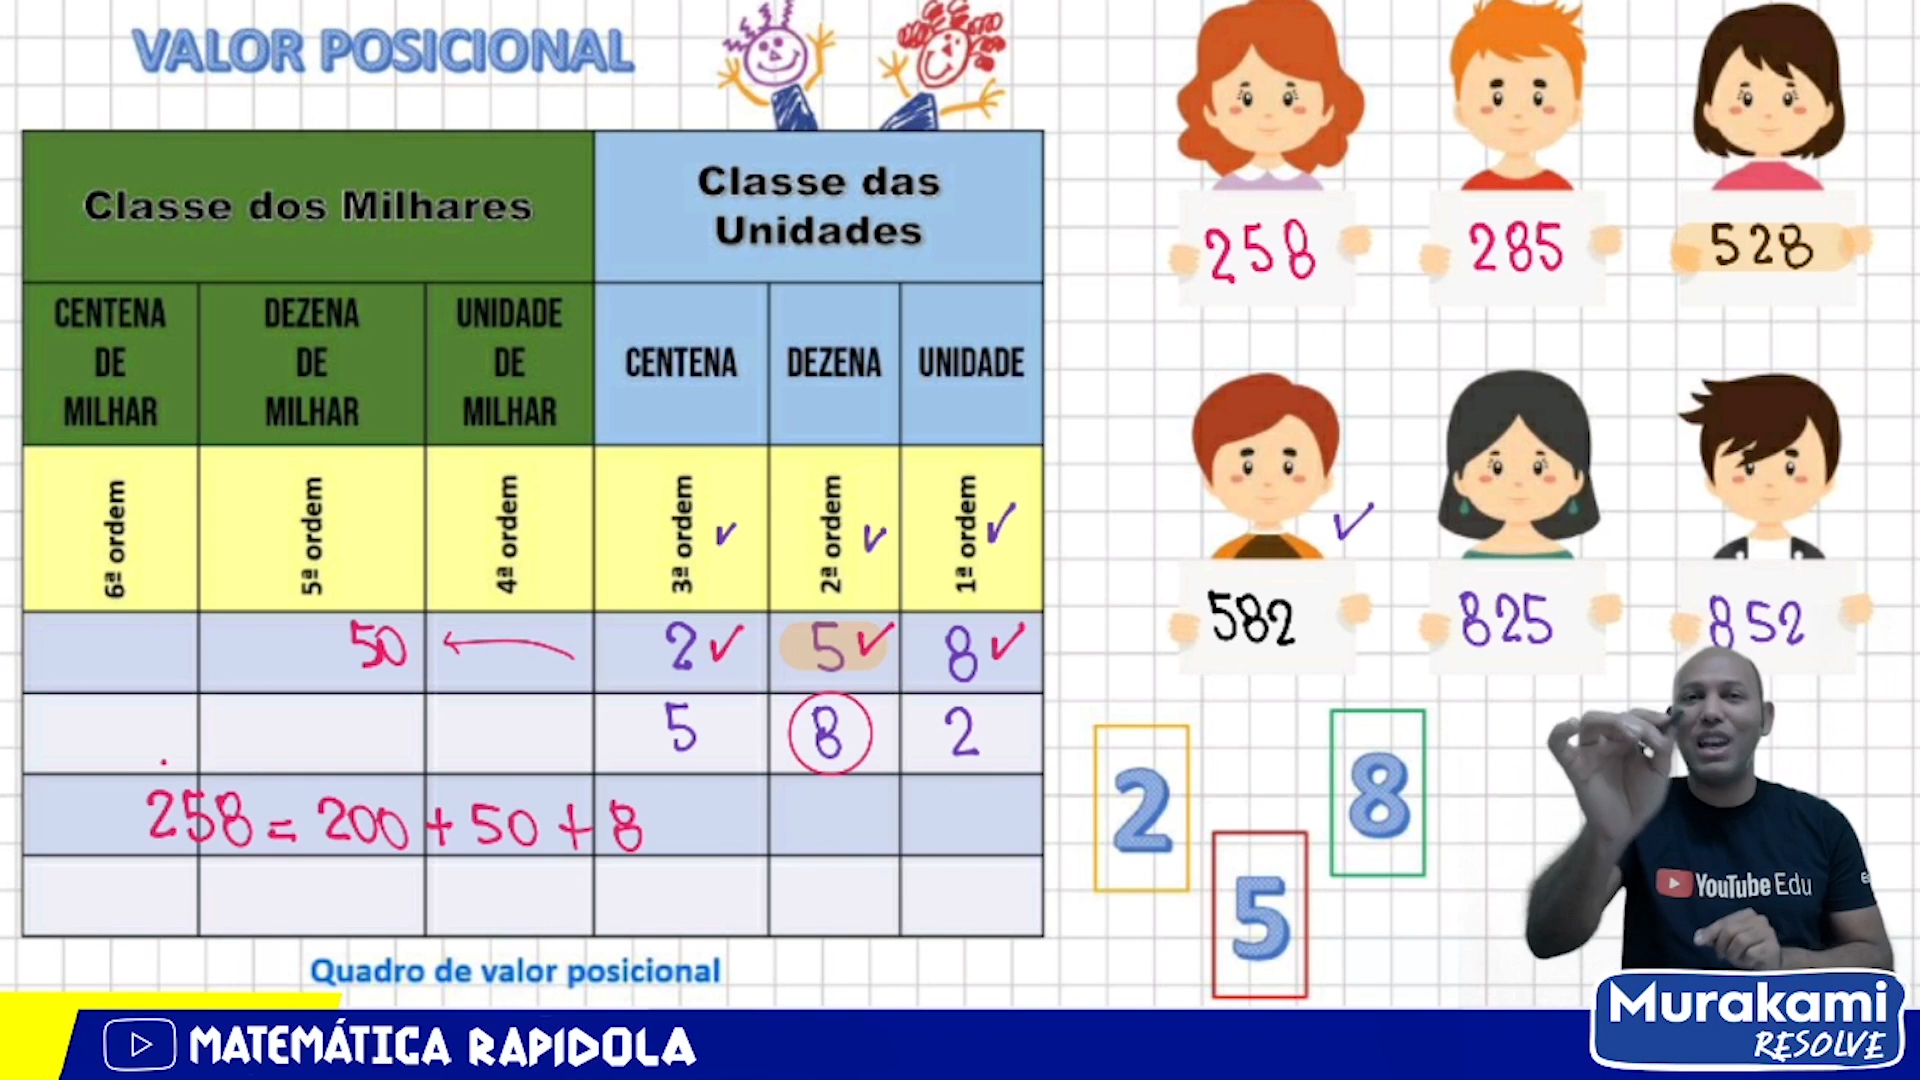 VALOR POSICIONAL
Classe dos Milhares
Classe das
Unidades
CENTENA
DE
MILHAR
DEZENA
DE
MILHAR
UNIDADE
DE
MILHAR
CENTENA
DEZENA
UNIDADE
6ª ordem
5ª ordem
4ª ordem
3ª ordem
2ª ordem
1ª ordem
50 2 5 8
5 8 2
258 = 200 + 50 + 8
Quadro de valor posicional
258
285
528
582
825
852
2
5
8
YouTube Edu
MATEMÁTICA RAPIDOLA
Murakami
RESOLVE